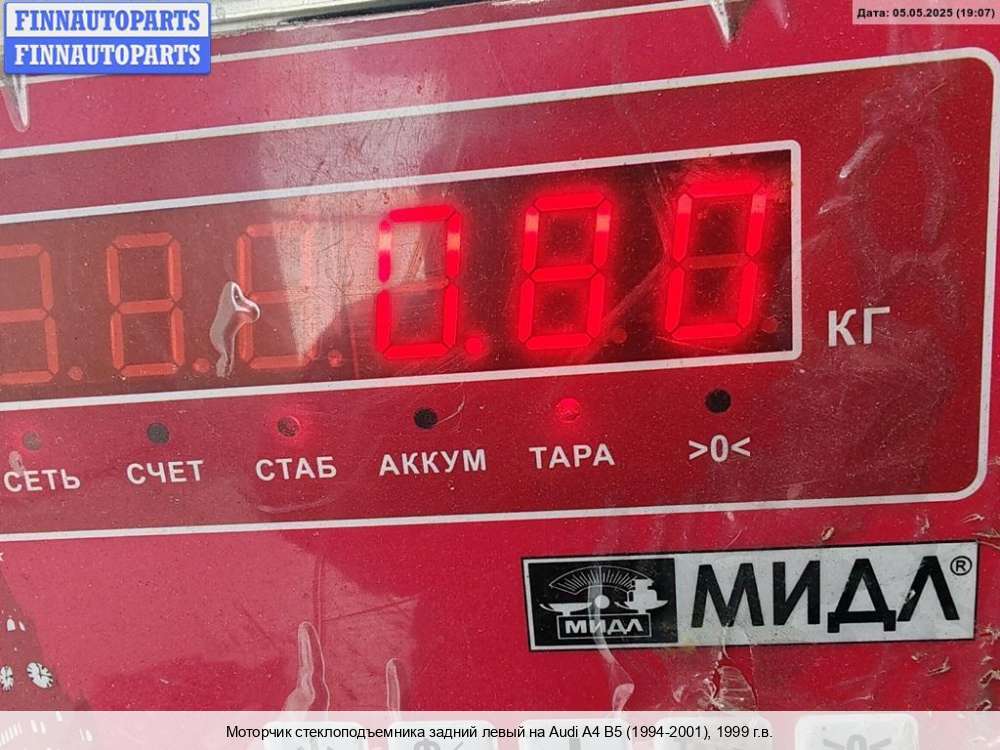 FINNAUTOPARTS
FINNAUTOPARTS
Дата: 05.05.2025 (19:07)
0.80
КГ
СЕТЬ СЧЕТ СТАБ АККУМ ТАРА >0<
МИДЛ
МИДЛ®
Моторчик стеклоподъемника задний левый на Audi A4 B5 (1994-2001), 1999 г.в.